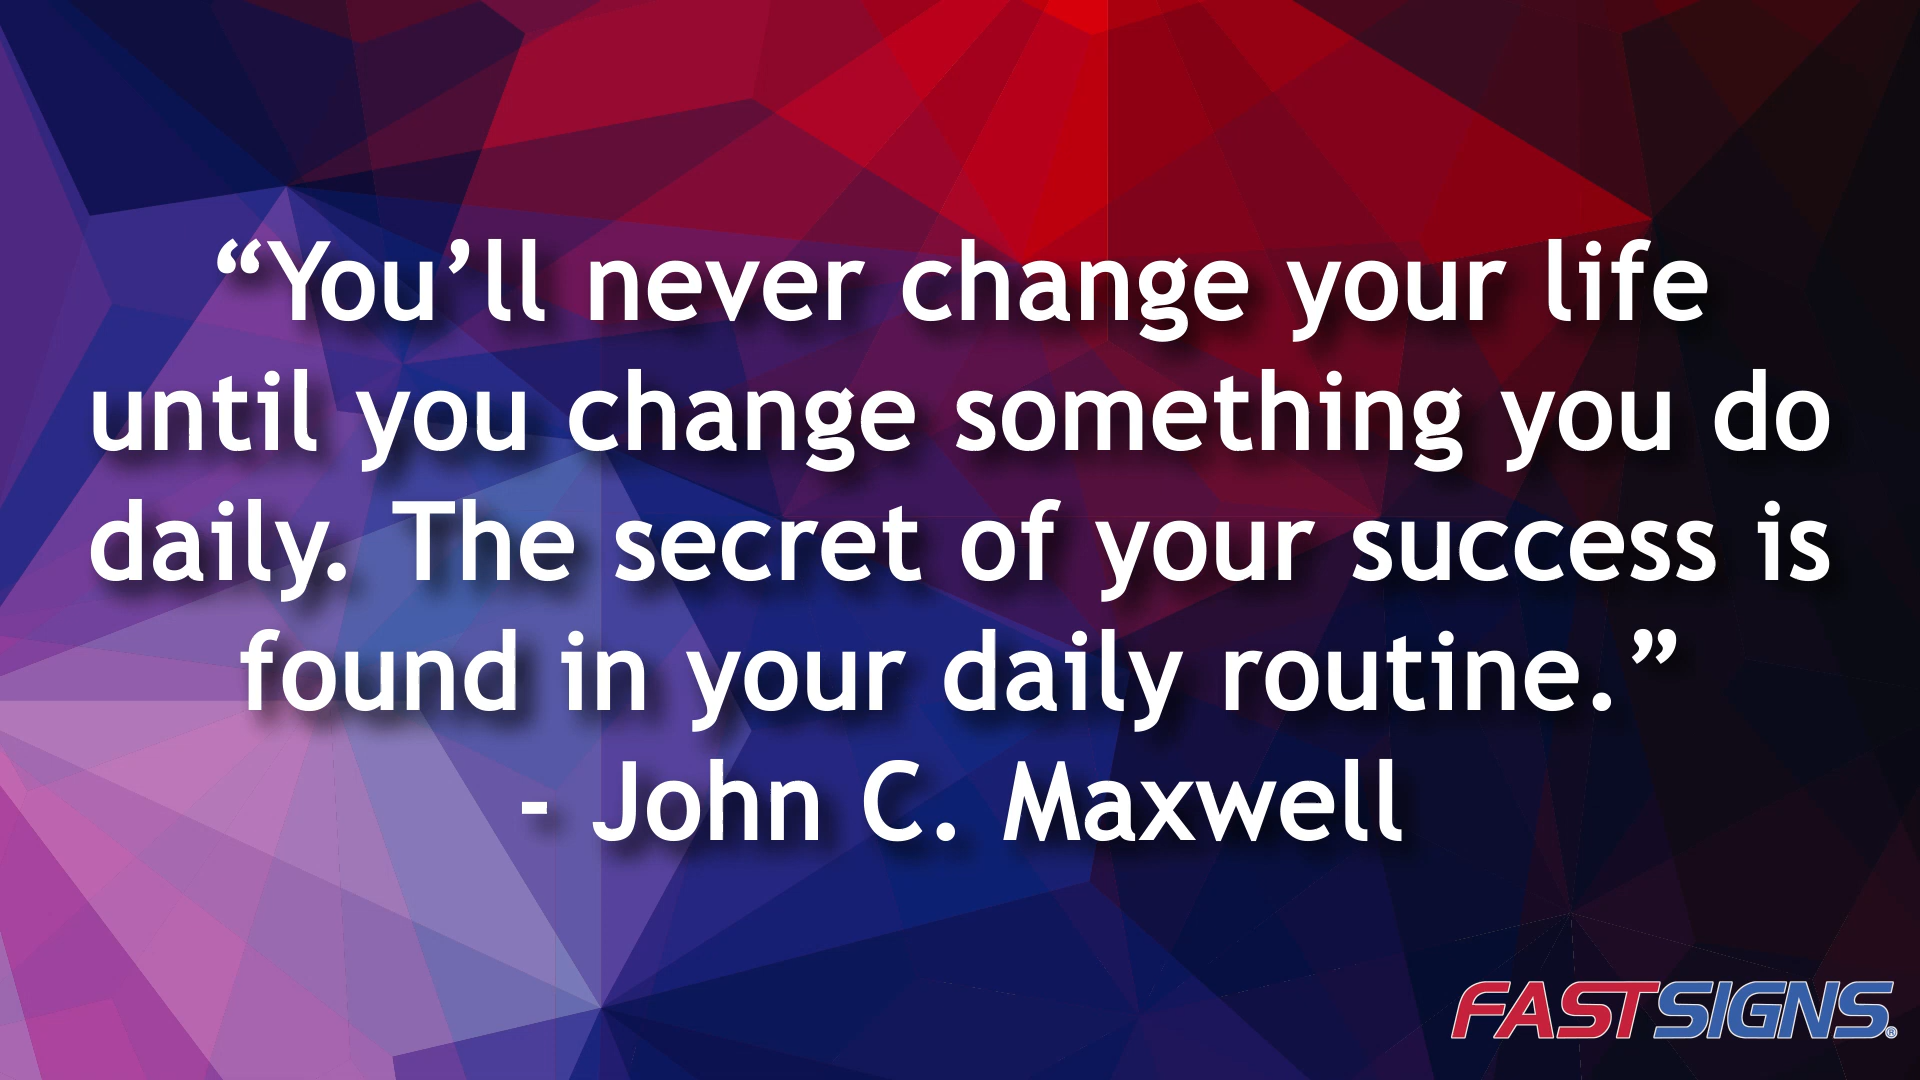 “You’ll never change your life
until you change something you do
daily. The secret of your success is
found in your daily routine.”
- John C. Maxwell
FASTSIGNS®